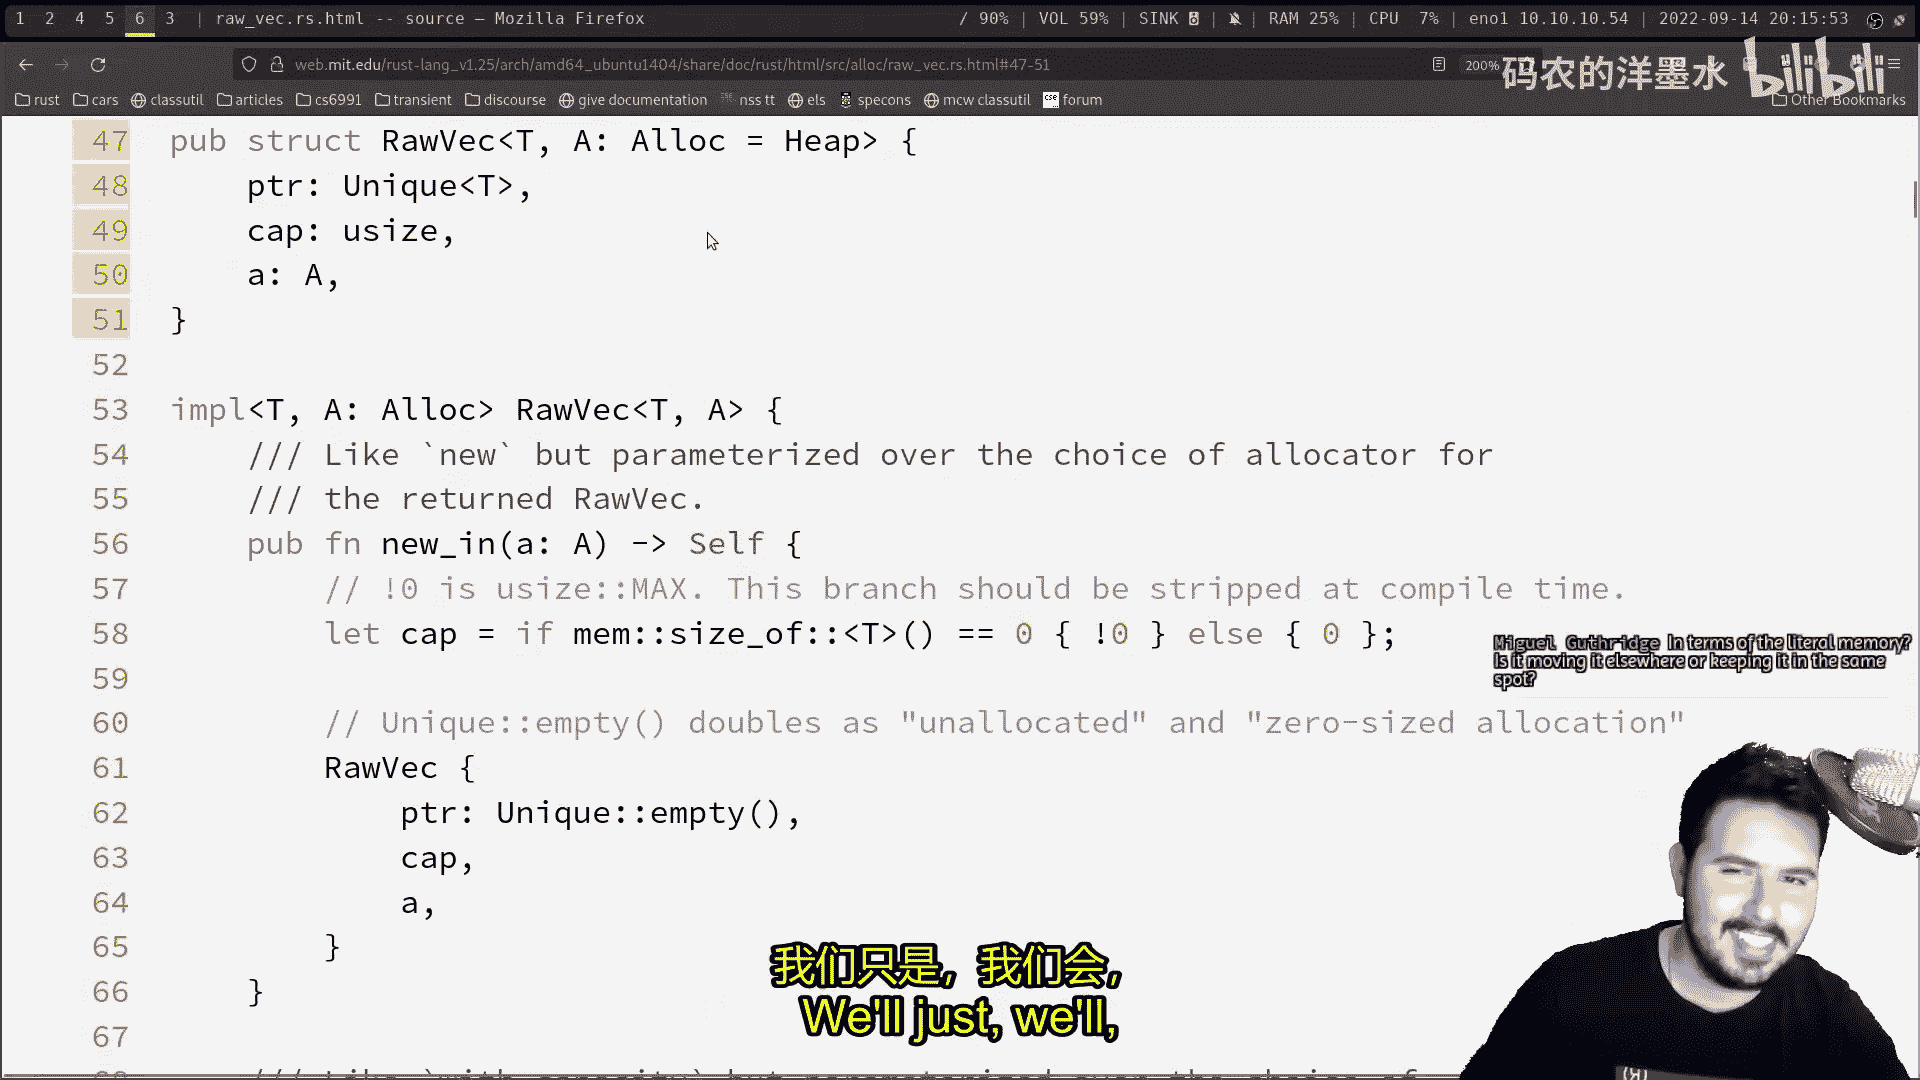 1 2 4 5 6 3 | raw_vec.rs.html -- source — Mozilla Firefox / 90% | VOL 59% | SINK | | RAM 25% | CPU 7% | eno1 10.10.10.54 | 2022-09-14 20:15:53
web.mit.edu/rust-lang_v1.25/arch/amd64_ubuntu1404/share/doc/rust/html/src/alloc/raw_vec.rs.html#47-51 200%
码农的洋墨水 bilibili
rust cars classutil articles cs6991 transient discourse give documentation nss tt els specons mcw classutil forum Other Bookmarks
47 pub struct RawVec<T, A: Alloc = Heap> {
48 ptr: Unique<T>,
49 cap: usize,
50 a: A,
51 }
52
53 impl<T, A: Alloc> RawVec<T, A> {
54 /// Like `new` but parameterized over the choice of allocator for
55 /// the returned RawVec.
56 pub fn new_in(a: A) -> Self {
57 // !0 is usize::MAX. This branch should be stripped at compile time.
58 let cap = if mem::size_of::<T>() == 0 { !0 } else { 0 };
59
60 // Unique::empty() doubles as "unallocated" and "zero-sized allocation"
61 RawVec {
62 ptr: Unique::empty(),
63 cap,
64 a,
65 }
66 }
67
Miguel Guthridge In terms of the literal memory?
Is it moving it elsewhere or keeping it in the same
spot?
我们只是，我们会，
We'll just, we'll,